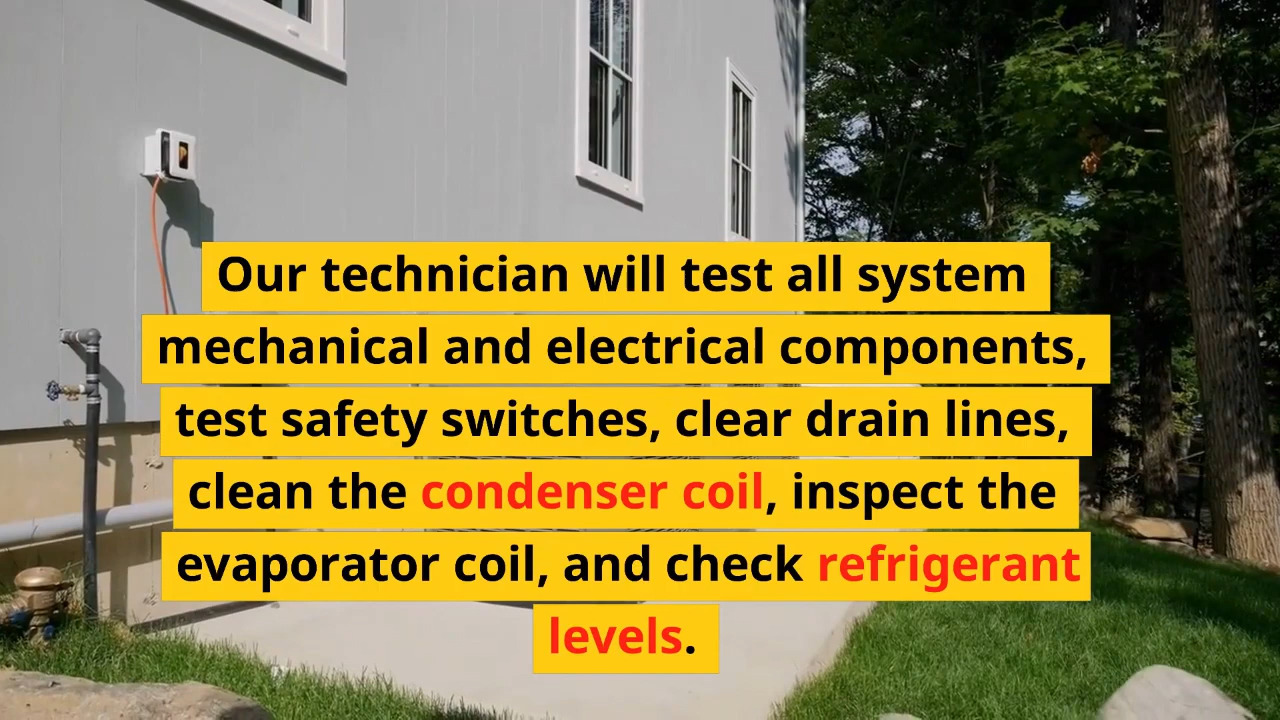 Our technician will test all system
mechanical and electrical components,
test safety switches, clear drain lines,
clean the condenser coil, inspect the
evaporator coil, and check refrigerant
levels.